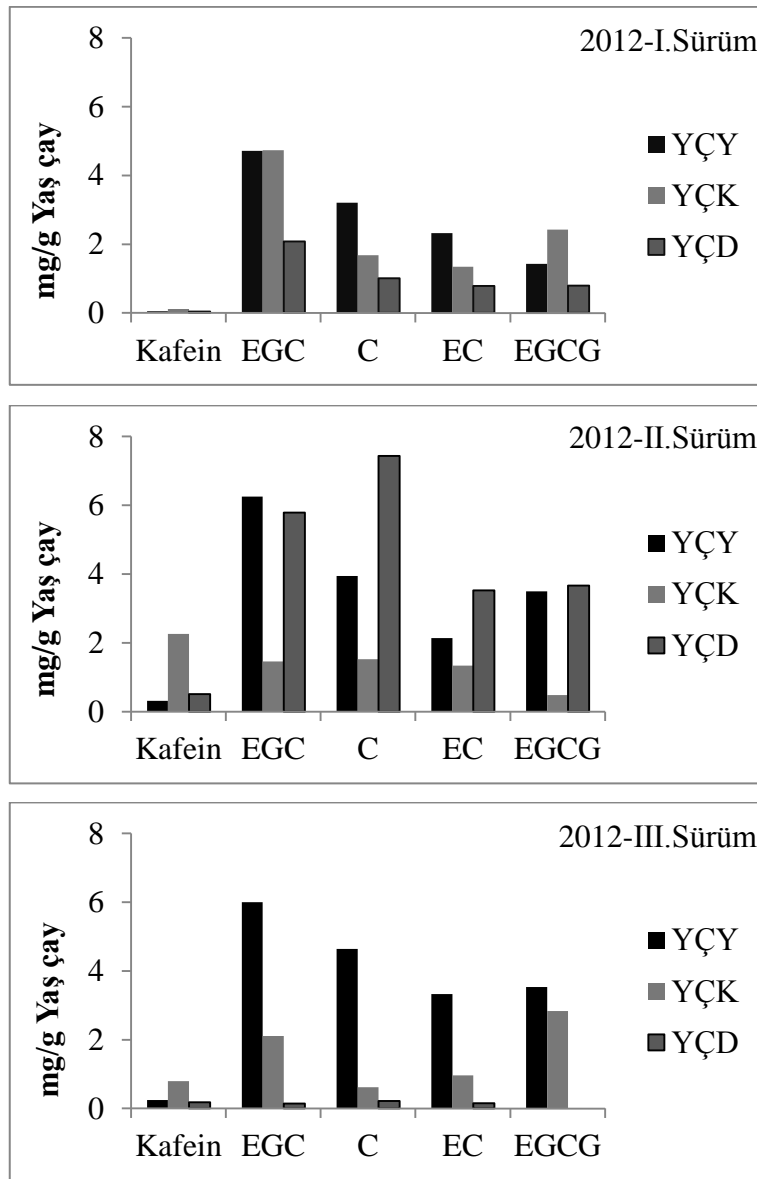 2012-I.Sürüm
mg/g Yaş çay
8
6
4
2
0
YÇY
YÇK
YÇD
Kafein EGC C EC EGCG
2012-II.Sürüm
mg/g Yaş çay
8
6
4
2
0
YÇY
YÇK
YÇD
Kafein EGC C EC EGCG
2012-III.Sürüm
mg/g Yaş çay
8
6
4
2
0
YÇY
YÇK
YÇD
Kafein EGC C EC EGCG